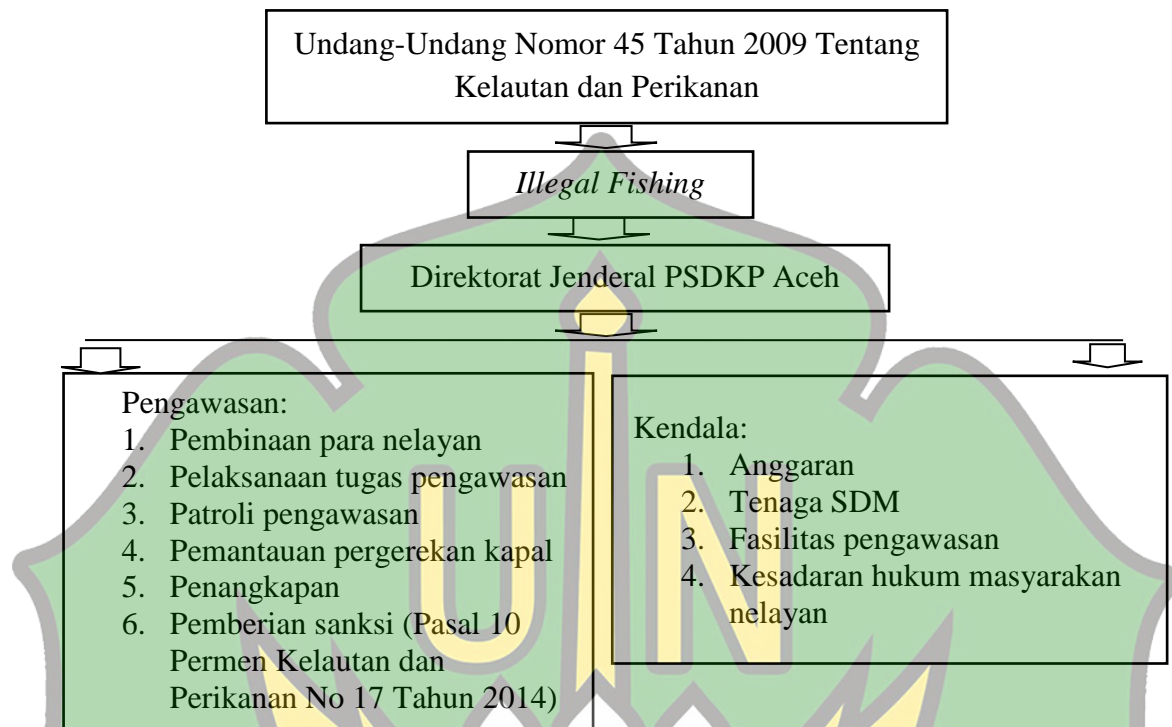 Undang-Undang Nomor 45 Tahun 2009 Tentang
Kelautan dan Perikanan
Illegal Fishing
Direktorat Jenderal PSDKP Aceh
Pengawasan:
1. Pembinaan para nelayan
2. Pelaksanaan tugas pengawasan
3. Patroli pengawasan
4. Pemantauan pergerekan kapal
5. Penangkapan
6. Pemberian sanksi (Pasal 10
Permen Kelautan dan
Perikanan No 17 Tahun 2014)
Kendala:
1. Anggaran
2. Tenaga SDM
3. Fasilitas pengawasan
4. Kesadaran hukum masyarakan
nelayan
UIN